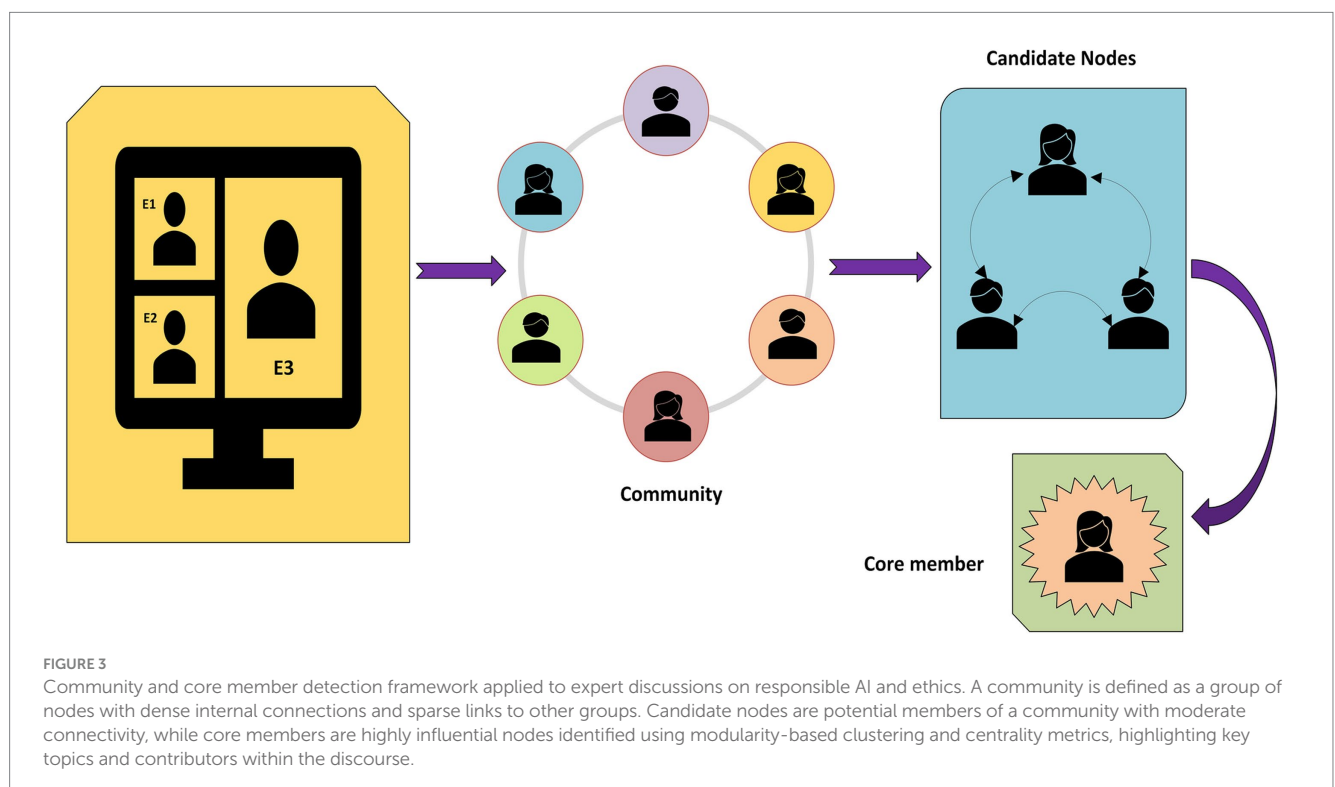 Candidate Nodes
E1
E2
E3
Community
Core member
FIGURE 3
Community and core member detection framework applied to expert discussions on responsible AI and ethics. A community is defined as a group of
nodes with dense internal connections and sparse links to other groups. Candidate nodes are potential members of a community with moderate
connectivity, while core members are highly influential nodes identified using modularity-based clustering and centrality metrics, highlighting key
topics and contributors within the discourse.